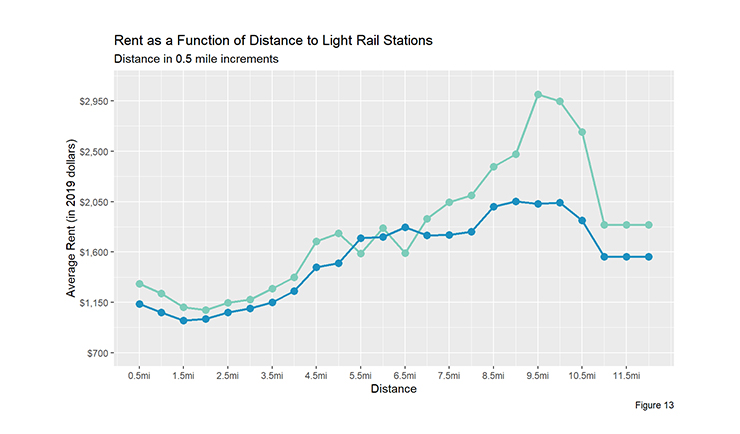 Rent as a Function of Distance to Light Rail Stations
Distance in 0.5 mile increments
Average Rent (in 2019 dollars)
$2,950
$2,500
$2,050
$1,600
$1,150
$700
0.5mi 1.5mi 2.5mi 3.5mi 4.5mi 5.5mi 6.5mi 7.5mi 8.5mi 9.5mi 10.5mi 11.5mi
Distance
Figure 13